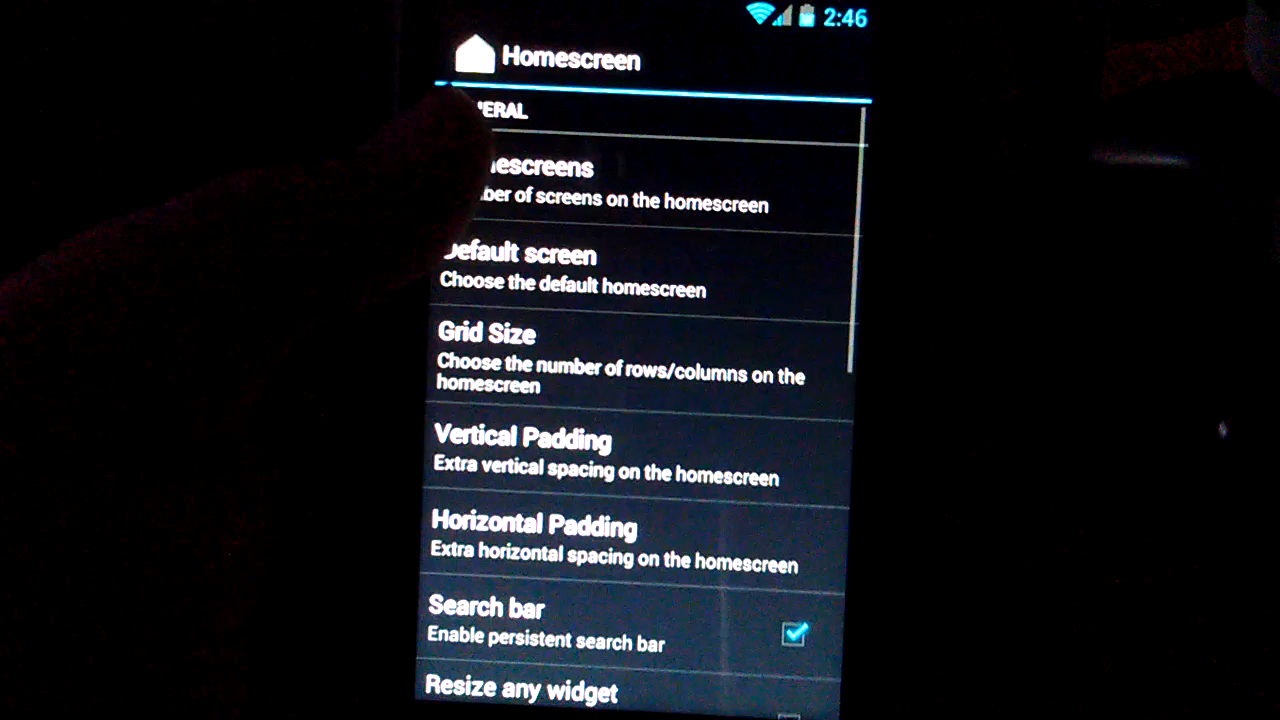 2:46
Homescreen
ERAL
escreens
ber of screens on the homescreen
Default screen
Choose the default homescreen
Grid Size
Choose the number of rows/columns on the
homescreen
Vertical Padding
Extra vertical spacing on the homescreen
Horizontal Padding
Extra horizontal spacing on the homescreen
Search bar
Enable persistent search bar
Resize any widget